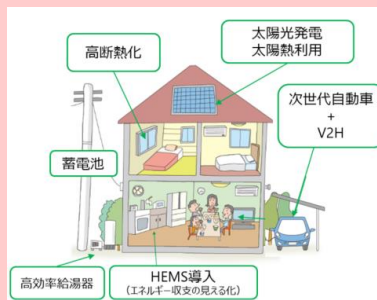 太陽光発電
太陽熱利用
高断熱化
次世代自動車
+
V2H
蓄電池
高効率給湯器
HEMS導入
(エネルギー収支の見える化)